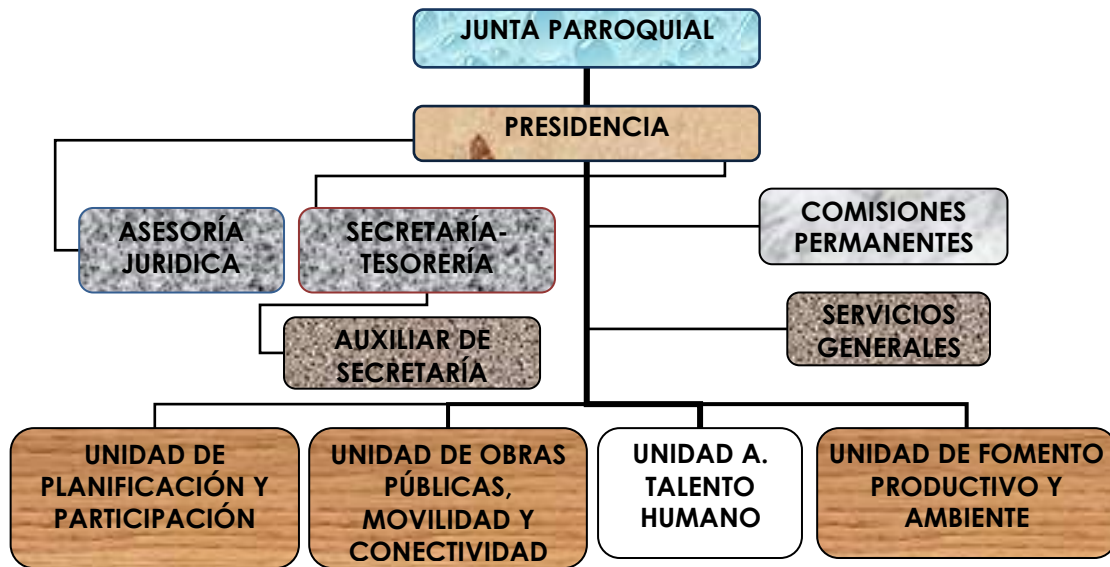 JUNTA PARROQUIAL
PRESIDENCIA
ASESORÍA
JURIDICA
SECRETARÍA-
TESORERÍA
COMISIONES
PERMANENTES
AUXILIAR DE
SECRETARÍA
SERVICIOS
GENERALES
UNIDAD DE
PLANIFICACIÓN Y
PARTICIPACIÓN
UNIDAD DE OBRAS
PÚBLICAS,
MOVILIDAD Y
CONECTIVIDAD
UNIDAD A.
TALENTO
HUMANO
UNIDAD DE FOMENTO
PRODUCTIVO Y
AMBIENTE